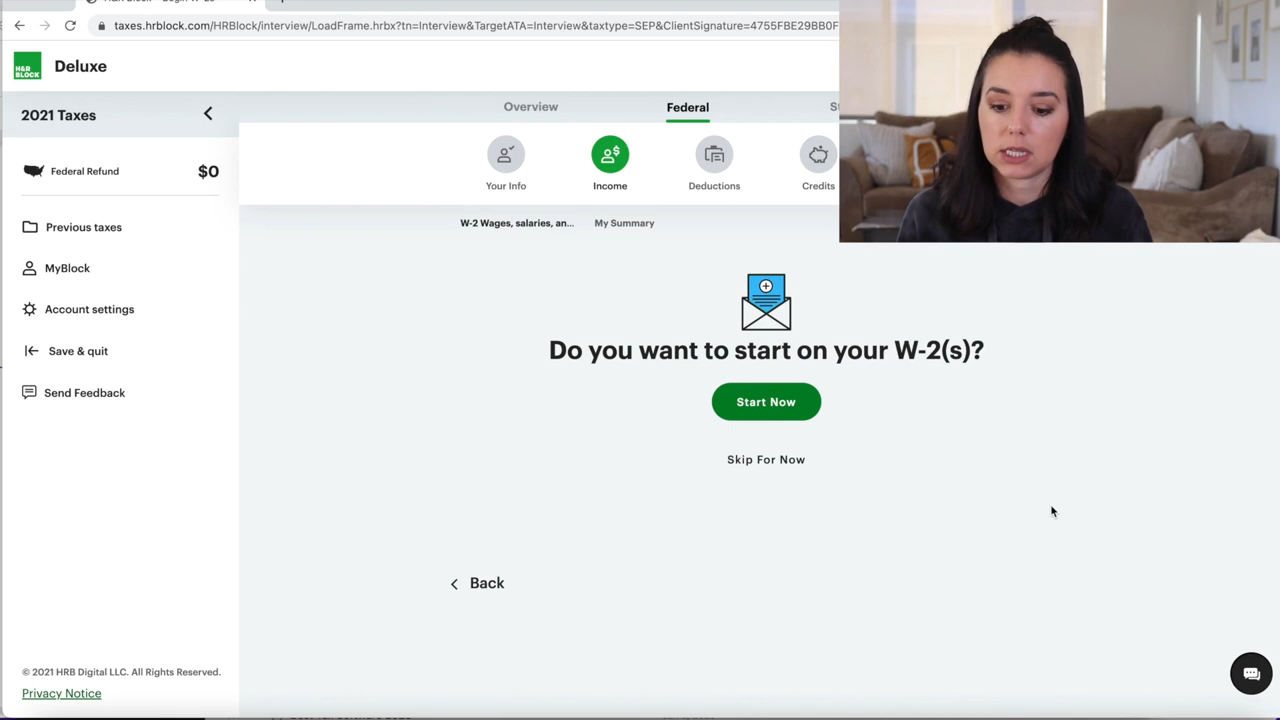 taxes.hrblock.com/HRBlock/interview/LoadFrame.hrbx?tn=Interview&TargetATA=Interview&taxtype=SEP&ClientSignature=4755FBE29BB0F
H&R BLOCK
Deluxe
2021 Taxes
Overview
Federal
Federal Refund
$0
Your Info
Income
Deductions
Credits
Previous taxes
W-2 Wages, salaries, an...
My Summary
MyBlock
Account settings
Do you want to start on your W-2(s)?
Save & quit
Start Now
Send Feedback
Skip For Now
Back
© 2021 HRB Digital LLC. All Rights Reserved.
Privacy Notice